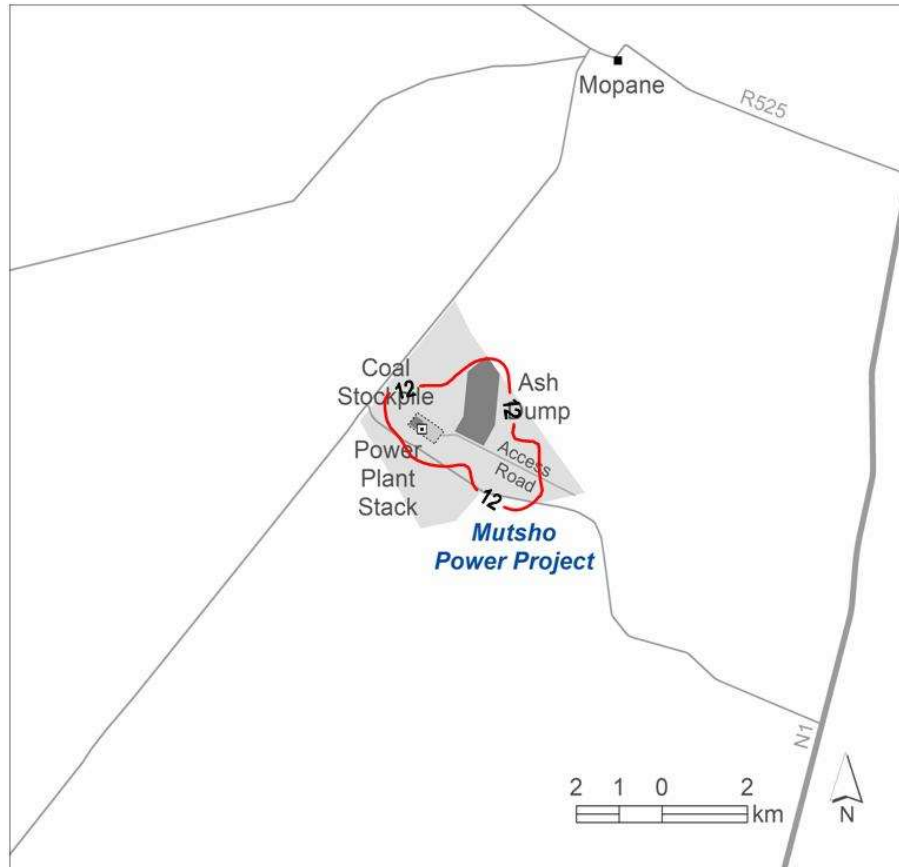 Mopane
R525
Coal
Stockpile
12
Ash
Dump
12
Power
Plant
Stack
Access
Road
12
Mutsho
Power Project
N1
2 1 0 2
km
N